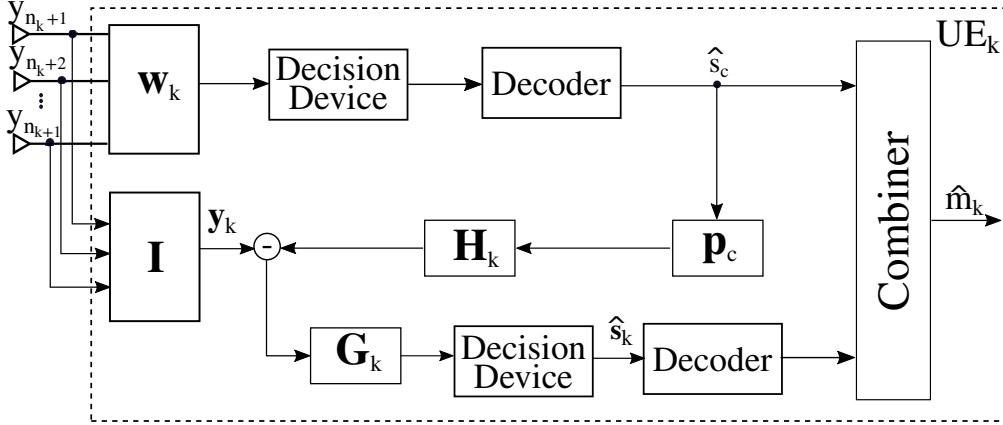 y_{n_k+1}
y_{n_k+2}
y_{n_{k+1}}
w_k
Decision
Device
Decoder
ŝ_c
UE_k
Combiner
m̂_k
I
y_k
-
H_k
p_c
G_k
Decision
Device
ŝ_k
Decoder